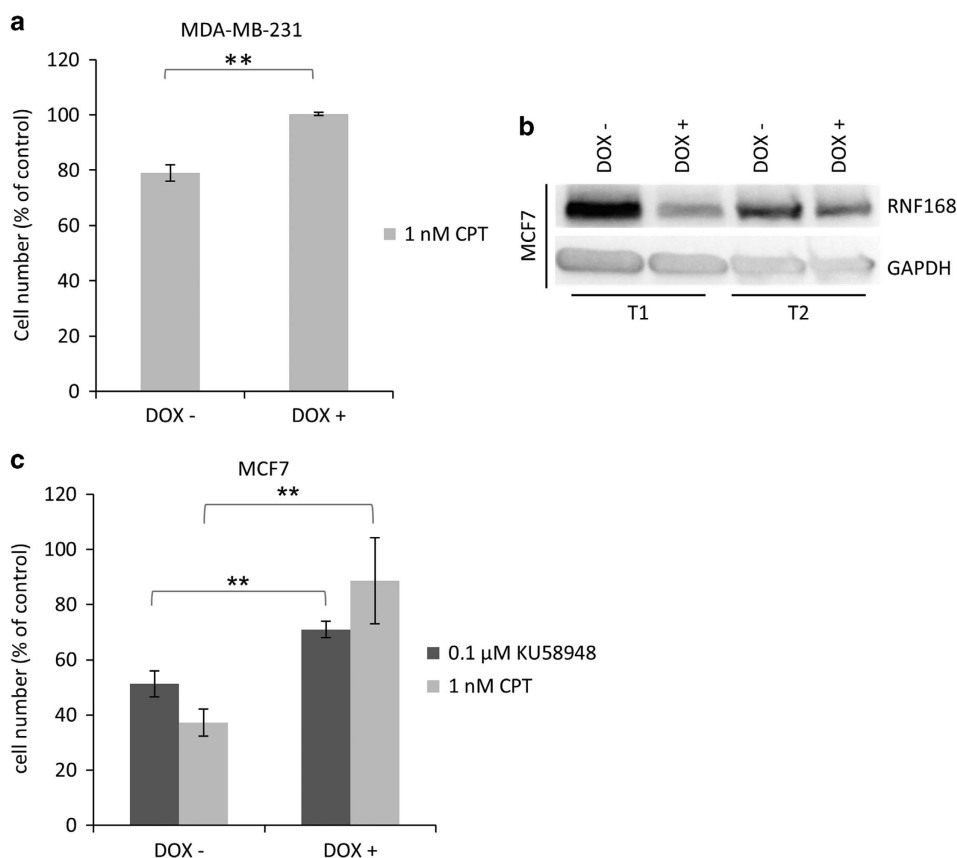 a
MDA-MB-231
120
100
80
60
40
20
0
Cell number (% of control)
**
DOX -
DOX +
1 nM CPT
b
DOX -
DOX +
DOX -
DOX +
MCF7
RNF168
GAPDH
T1
T2
c
MCF7
120
100
80
60
40
20
0
cell number (% of control)
**
**
DOX -
DOX +
0.1 µM KU58948
1 nM CPT